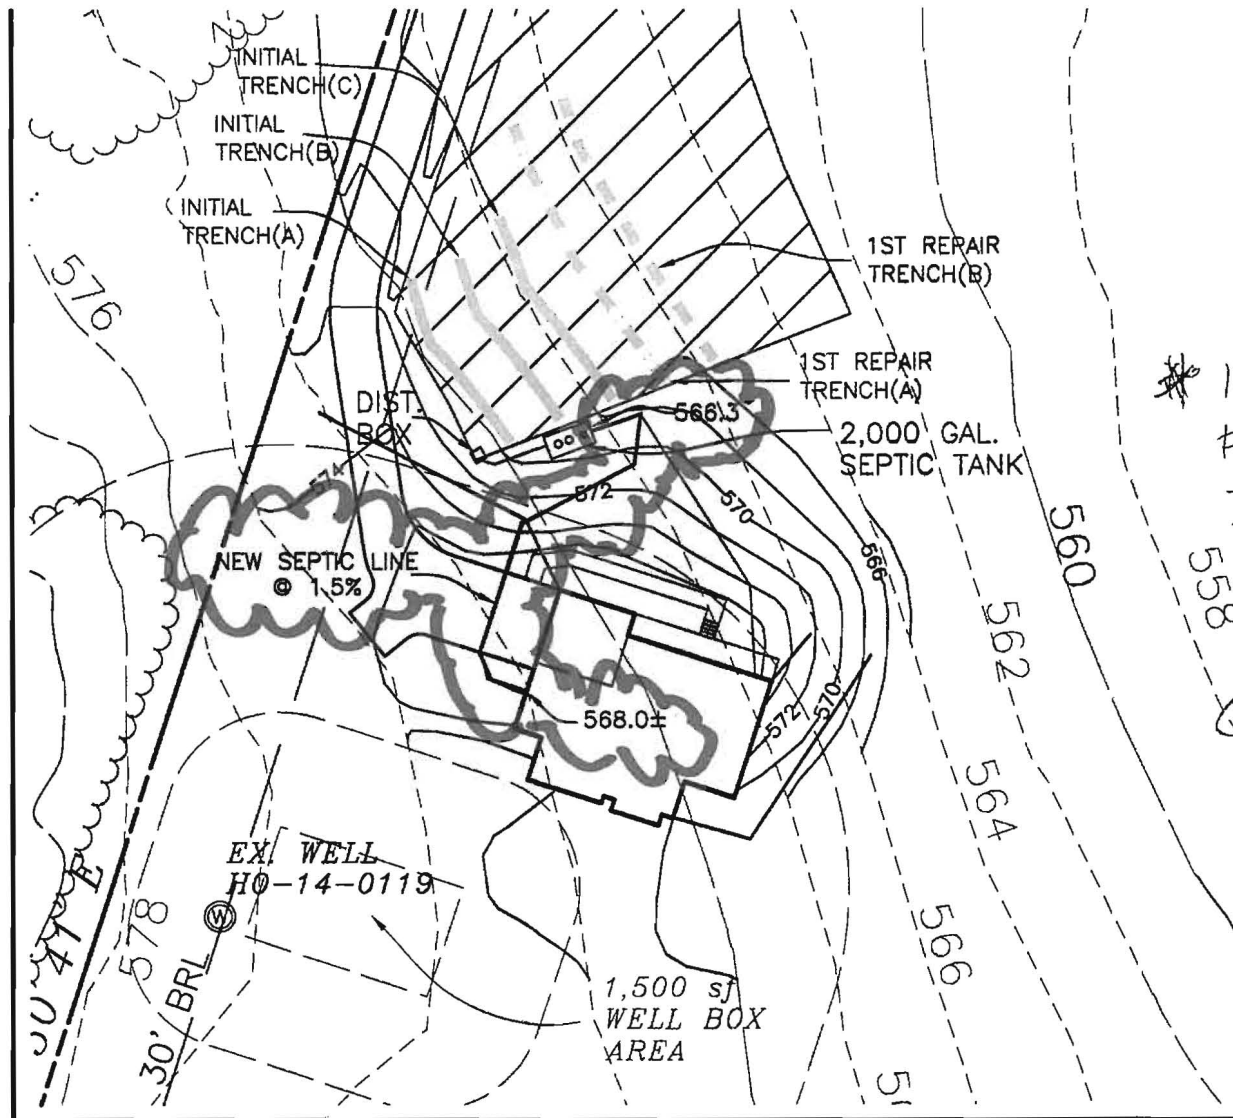 INITIAL
TRENCH(C)
INITIAL
TRENCH(B)
INITIAL
TRENCH(A)
1ST REPAIR
TRENCH(B)
576
1ST REPAIR
TRENCH(A)
DIST.
BOX
566.3
2,000 GAL.
SEPTIC TANK
574
572
570
560
566
558
NEW SEPTIC LINE
@ 1.5%
562
568.0±
572
570
564
EX. WELL
HO-14-0119
W
578
566
30' BRL
1,500 sf
WELL BOX
AREA